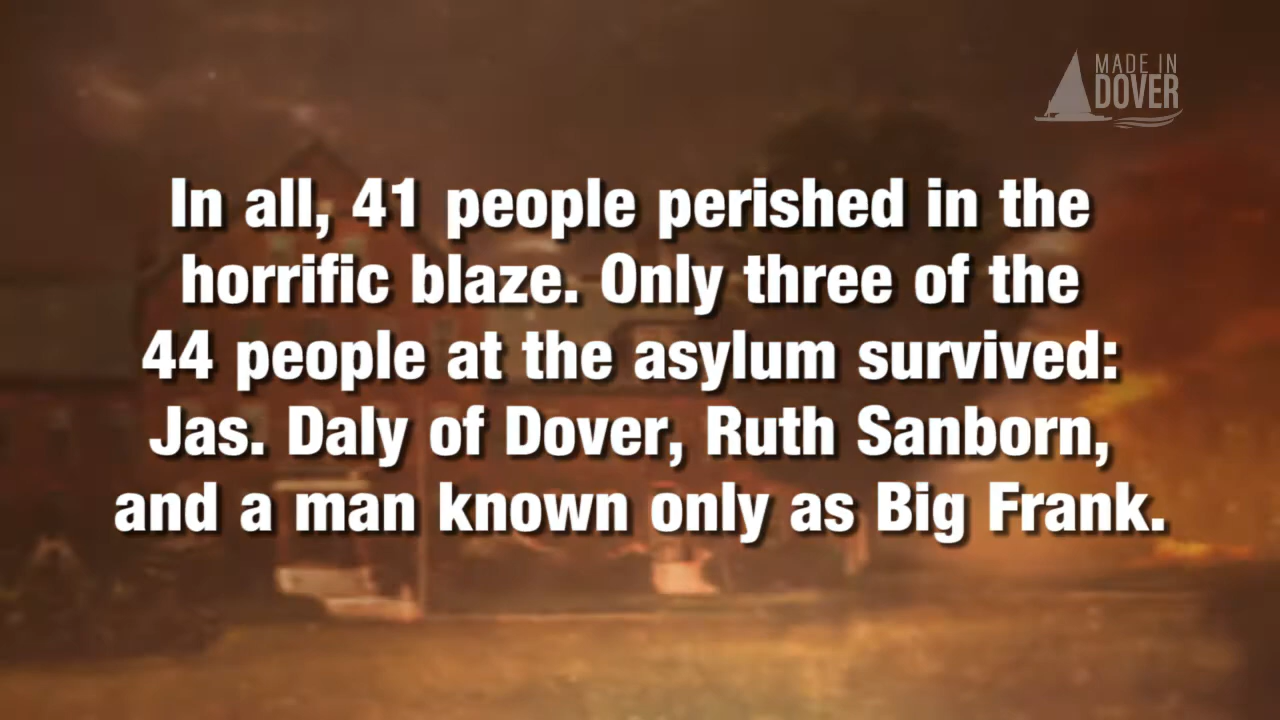 MADE IN
DOVER
In all, 41 people perished in the
horrific blaze. Only three of the
44 people at the asylum survived:
Jas. Daly of Dover, Ruth Sanborn,
and a man known only as Big Frank.